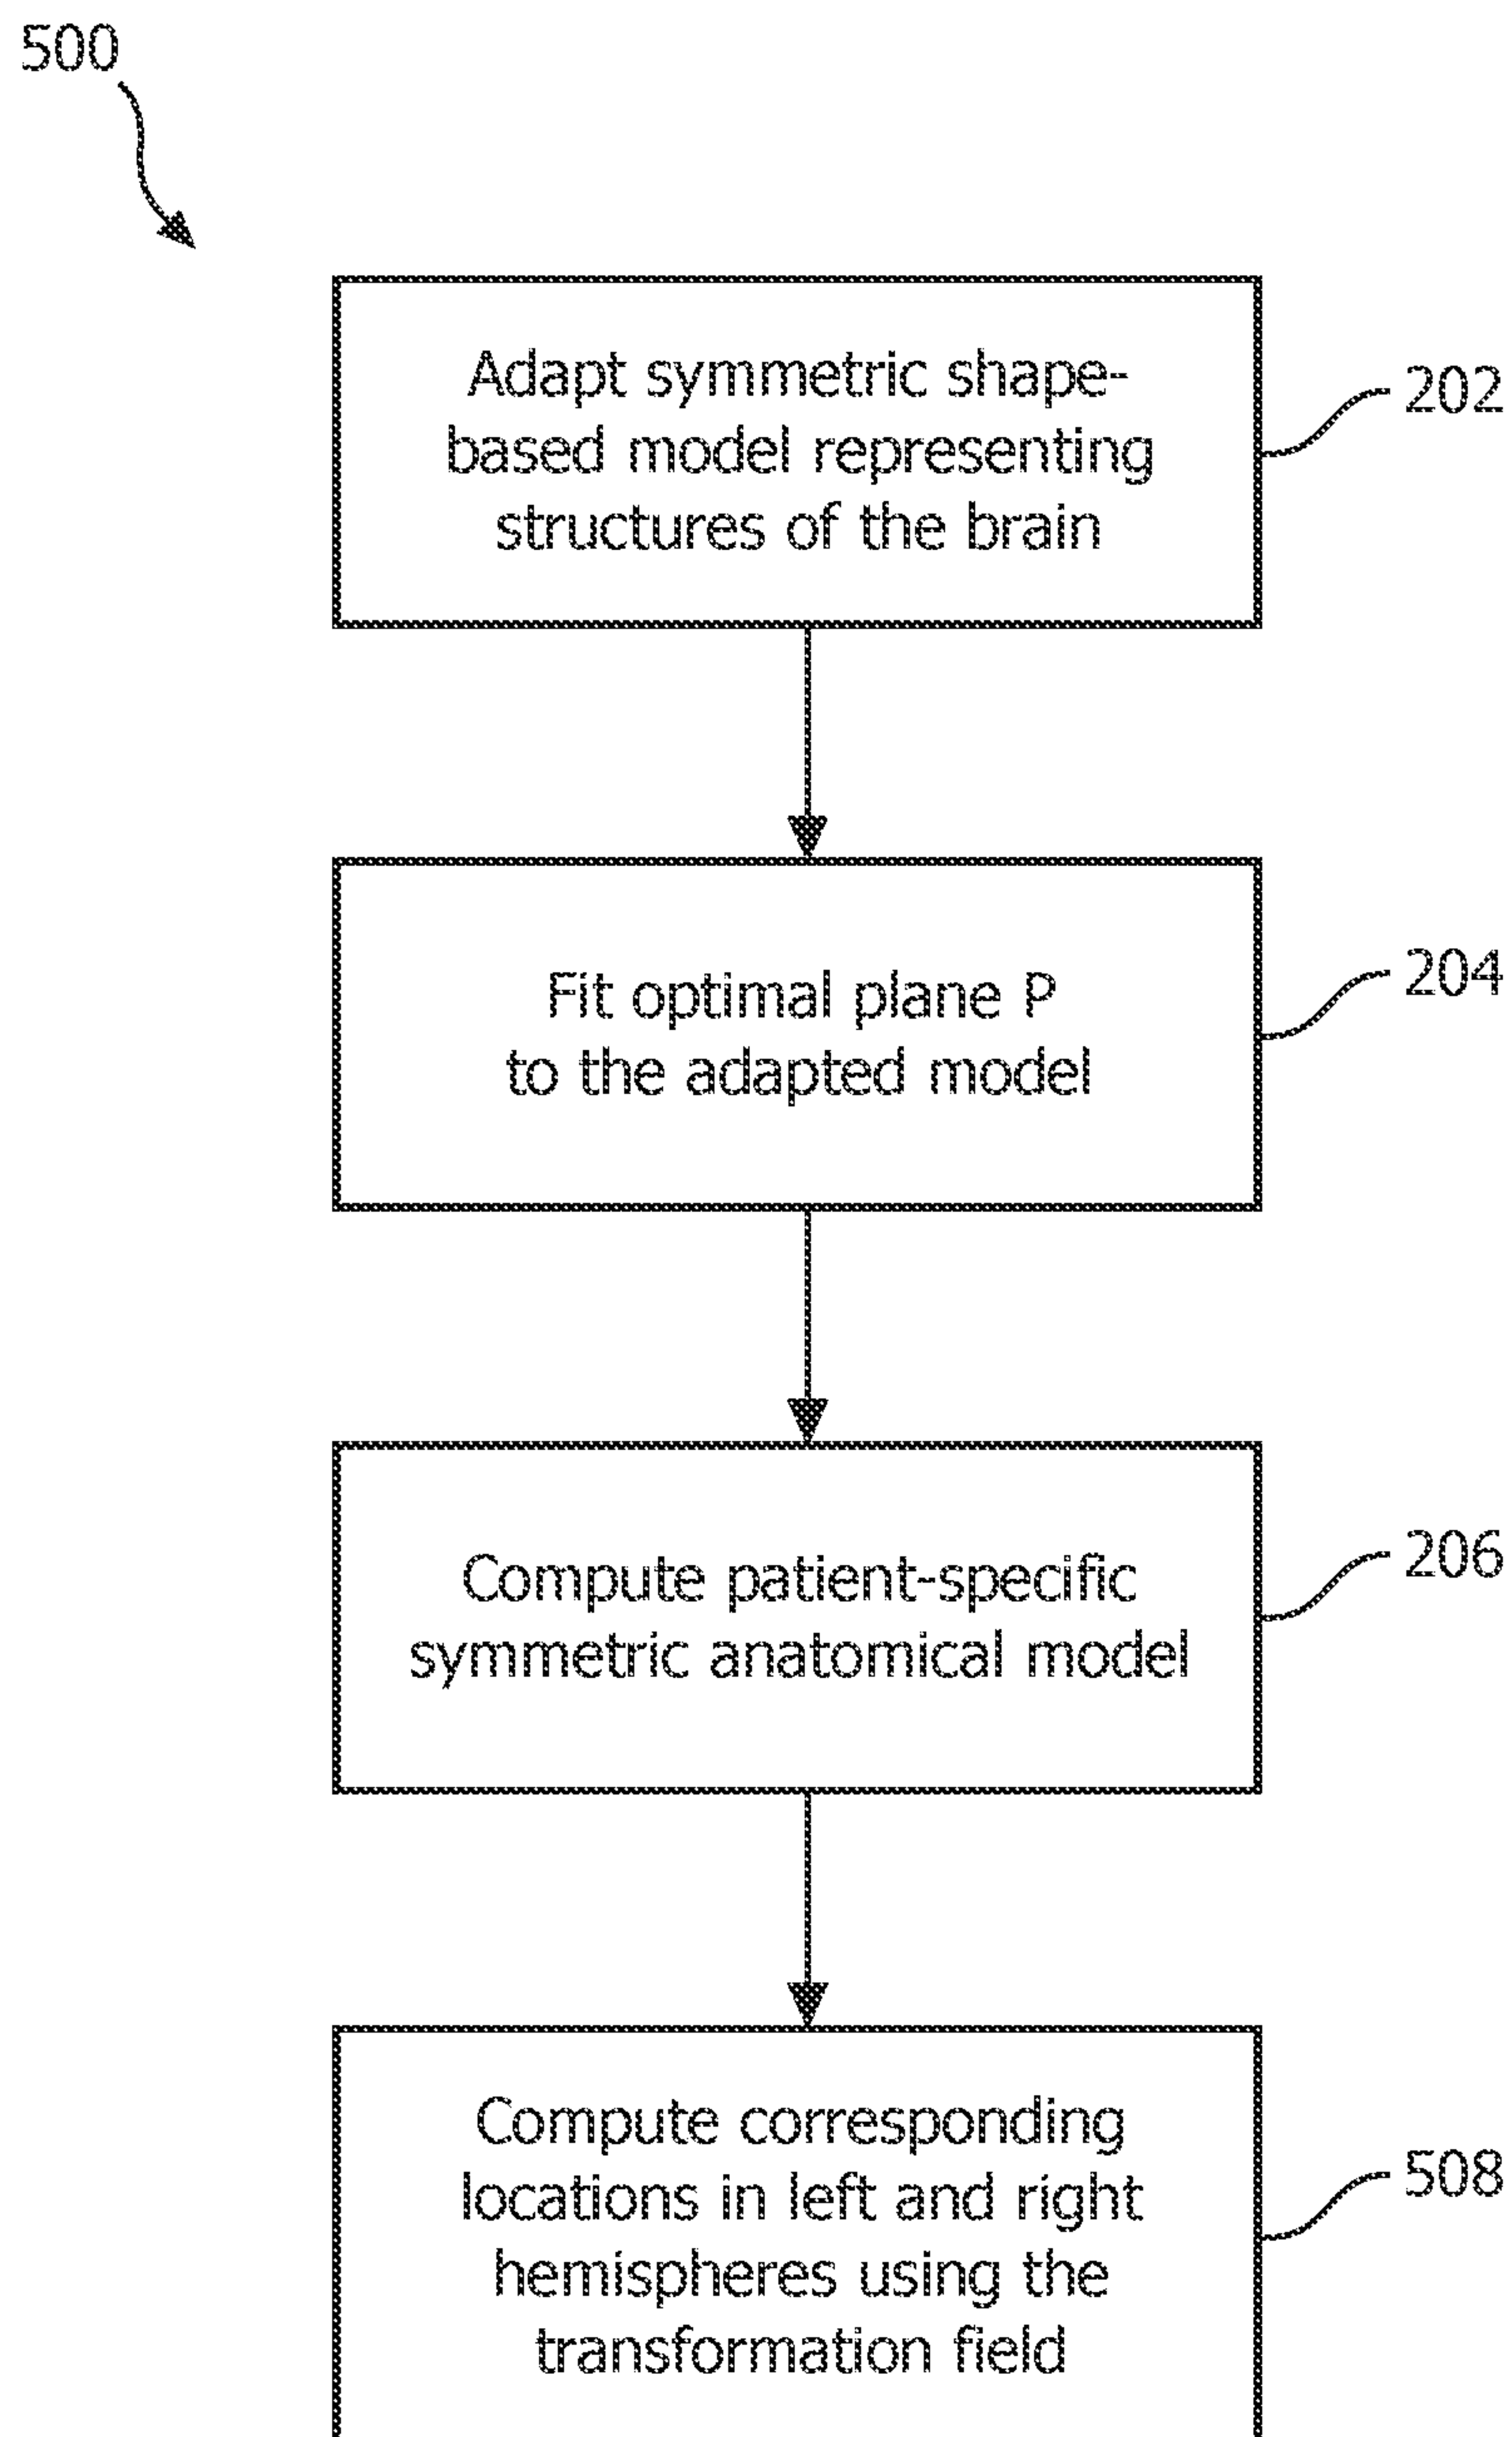 500
Adapt symmetric shape-
based model representing
structures of the brain
202
Fit optimal plane P
to the adapted model
204
Compute patient-specific
symmetric anatomical model
206
Compute corresponding
locations in left and right
hemispheres using the
transformation field
508